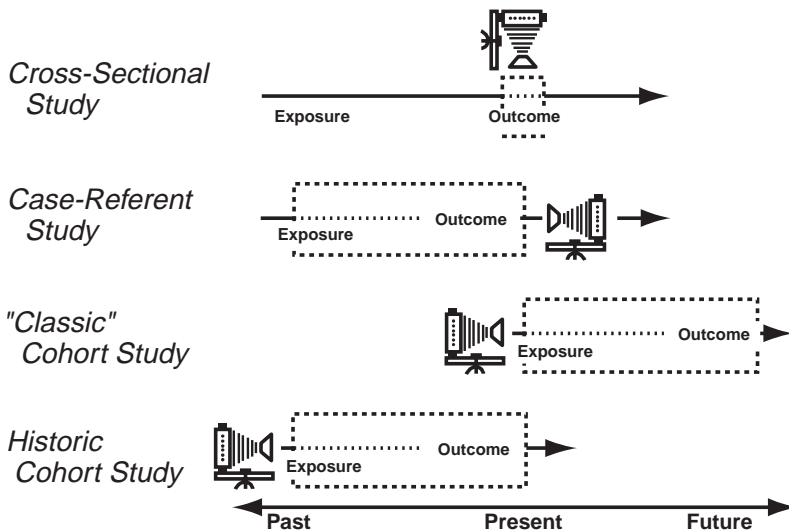 Cross-Sectional
Study
Exposure
Outcome
Case-Referent
Study
Exposure
Outcome
"Classic"
Cohort Study
Exposure
Outcome
Historic
Cohort Study
Exposure
Outcome
Past
Present
Future